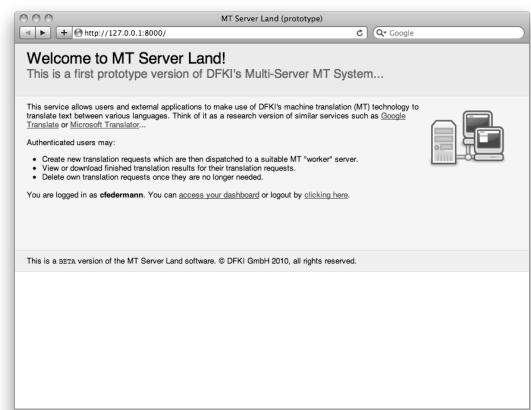 MT Server Land (prototype)
http://127.0.0.1:8000/
Google
Welcome to MT Server Land!
This is a first prototype version of DFKI's Multi-Server MT System...
This service allows users and external applications to make use of DFKI's machine translation (MT) technology to
translate text between various languages. Think of it as a research version of similar services such as Google
Translate or Microsoft Translator...
Authenticated users may:
• Create new translation requests which are then dispatched to a suitable MT "worker" server.
• View or download finished translation results for their translation requests.
• Delete own translation requests once they are no longer needed.
You are logged in as cfedermann. You can access your dashboard or logout by clicking here.
This is a BETA version of the MT Server Land software. © DFKI GmbH 2010, all rights reserved.